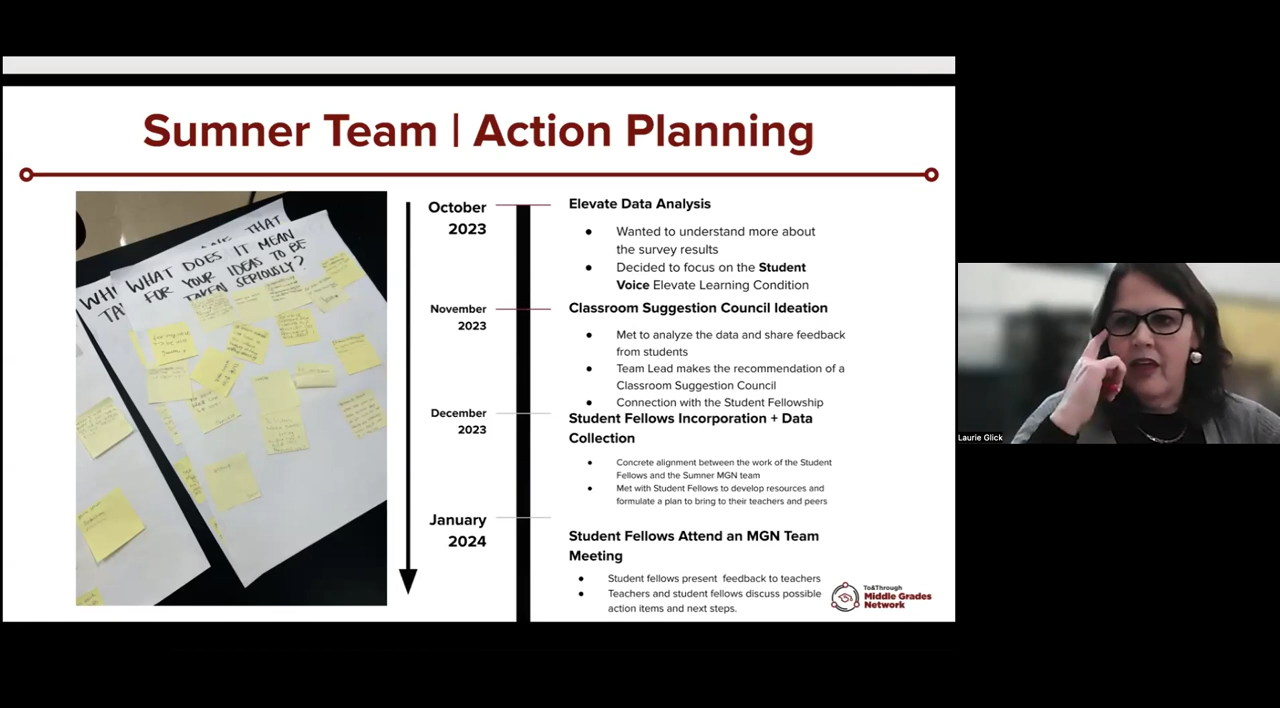 Sumner Team | Action Planning
THAT
WHAT DOES IT MEAN
FOR YOUR IDEAS TO BE
TAKEN SERIOUSLY?
October
2023
Elevate Data Analysis
● Wanted to understand more about
the survey results
● Decided to focus on the Student
Voice Elevate Learning Condition
November
2023
Classroom Suggestion Council Ideation
● Met to analyze the data and share feedback
from students
● Team Lead makes the recommendation of a
Classroom Suggestion Council
● Connection with the Student Fellowship
December
2023
Student Fellows Incorporation + Data
Collection
● Concrete alignment between the work of the Student
Fellows and the Sumner MGN team
● Met with Student Fellows to develop resources and
formulate a plan to bring to their teachers and peers
January
2024
Student Fellows Attend an MGN Team
Meeting
● Student fellows present feedback to teachers
● Teachers and student fellows discuss possible
action items and next steps.
To&Through
Middle Grades
Network
Laurie Glick